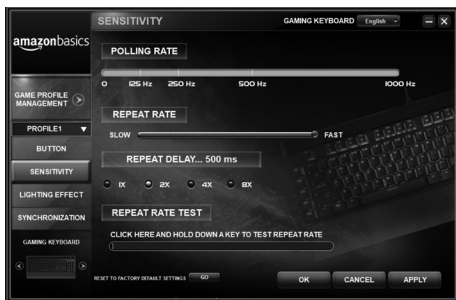 SENSITIVITY
GAMING KEYBOARD English
amazonbasics
POLLING RATE
0 125 Hz 250 Hz 500 Hz 1000 Hz
GAME PROFILE
MANAGEMENT
REPEAT RATE
PROFILE1
SLOW FAST
BUTTON
REPEAT DELAY... 500 ms
SENSITIVITY
1X 2X 4X 8X
LIGHTING EFFECT
SYNCHRONIZATION
REPEAT RATE TEST
CLICK HERE AND HOLD DOWN A KEY TO TEST REPEAT RATE
GAMING KEYBOARD
RESET TO FACTORY DEFAULT SETTINGS GO
OK CANCEL APPLY